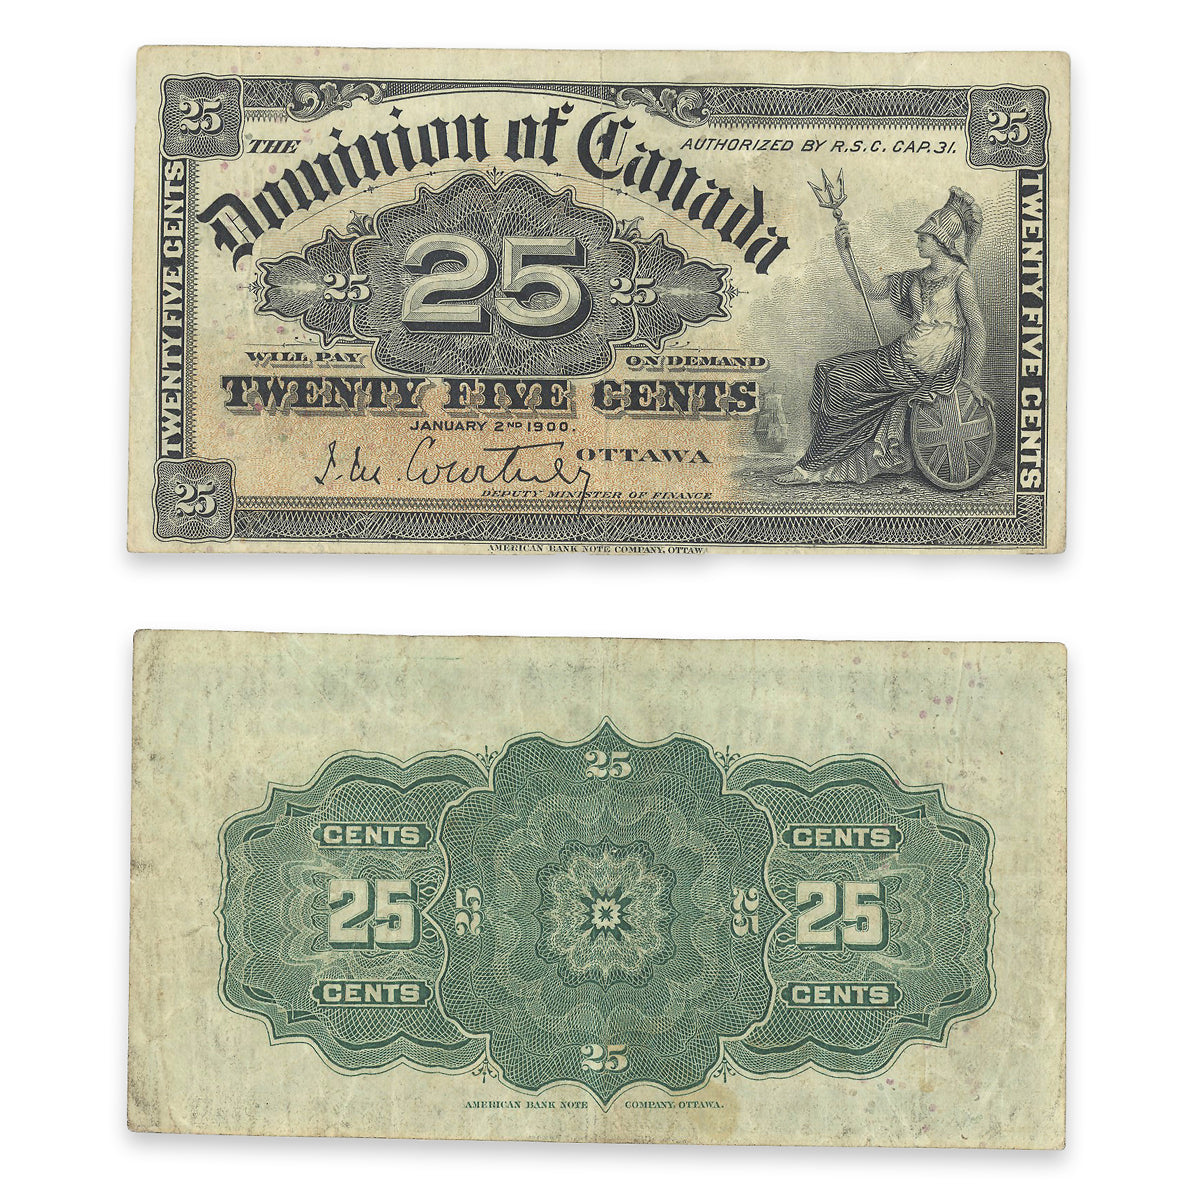 25
25
THE
Dominion of Canada
AUTHORIZED BY R.S.C. CAP. 31.
TWENTY FIVE CENTS
TWENTY FIVE CENTS
25
25
25
WILL PAY
ON DEMAND
TWENTY FIVE CENTS
JANUARY 2ND 1900.
J. M. Courtney
OTTAWA
DEPUTY MINISTER OF FINANCE
25
AMERICAN BANK NOTE COMPANY, OTTAW
25
CENTS
CENTS
25
25
25
25
CENTS
CENTS
25
AMERICAN BANK NOTE COMPANY, OTTAWA.